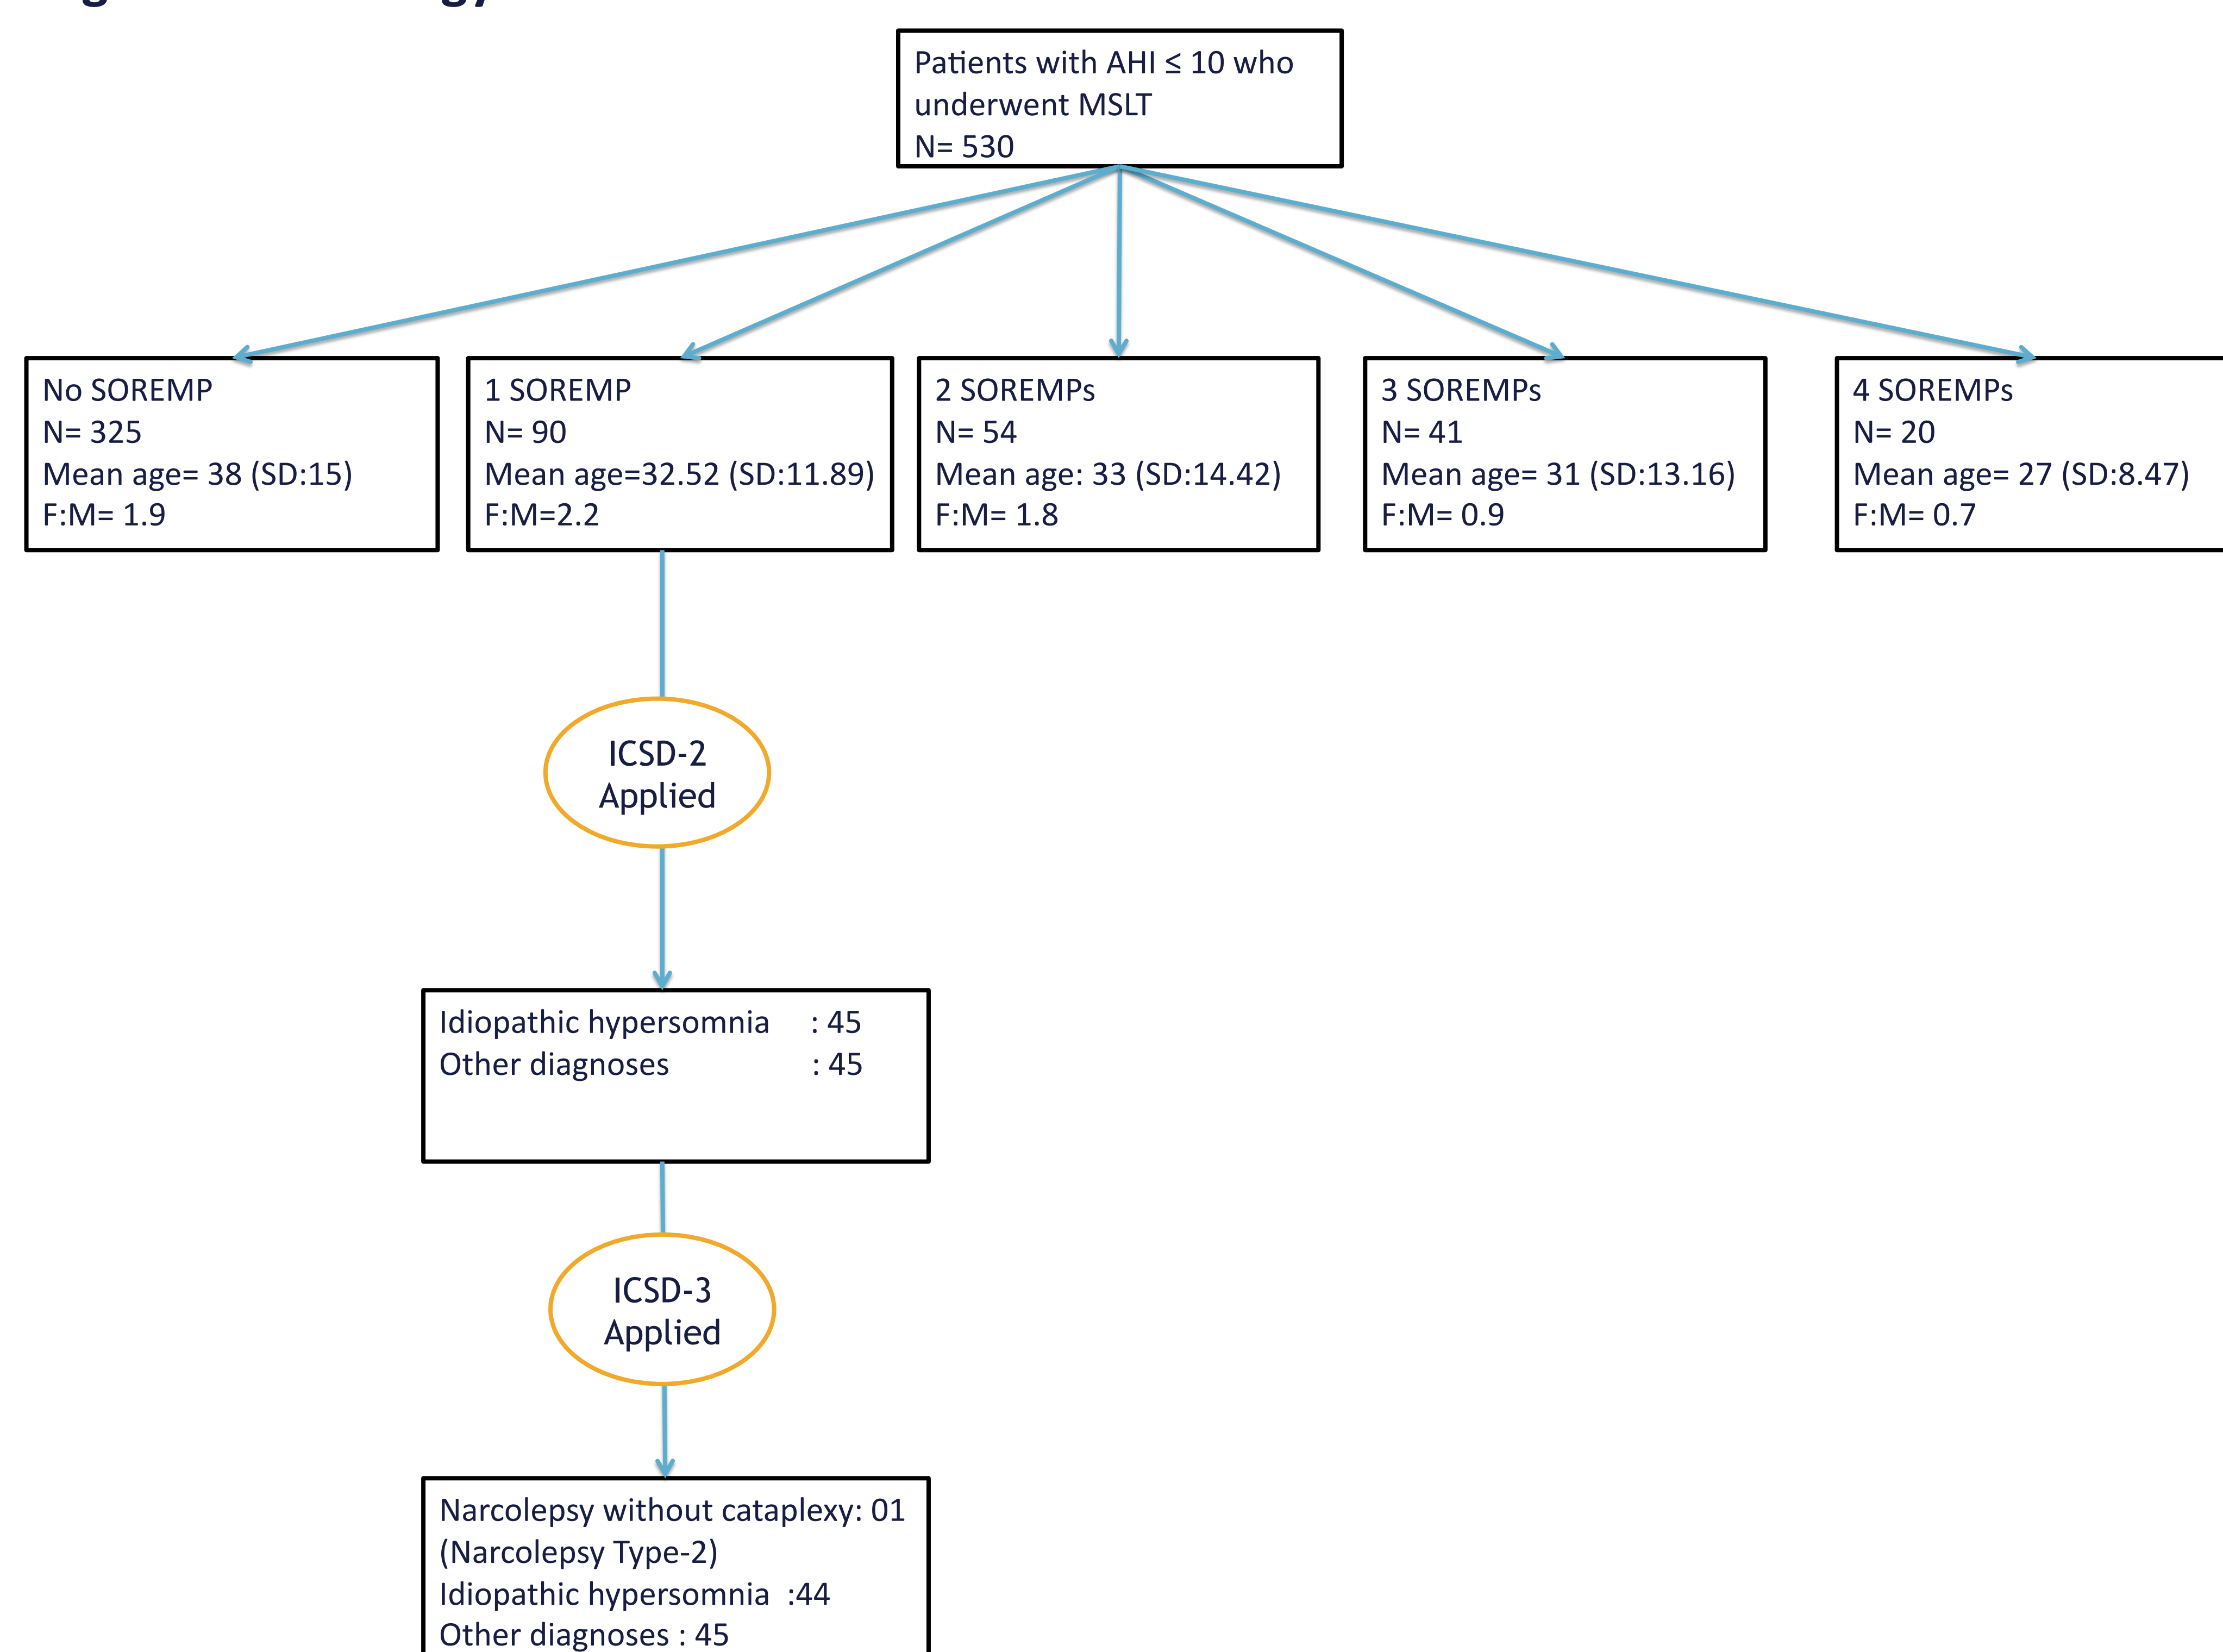 Patients with AHI ≤ 10 who
underwent MSLT
N= 530
No SOREMP
N= 325
Mean age= 38 (SD:15)
F:M= 1.9
1 SOREMP
N= 90
Mean age=32.52 (SD:11.89)
F:M=2.2
2 SOREMPs
N= 54
Mean age: 33 (SD:14.42)
F:M= 1.8
3 SOREMPs
N= 41
Mean age= 31 (SD:13.16)
F:M= 0.9
4 SOREMPs
N= 20
Mean age= 27 (SD:8.47)
F:M= 0.7
ICSD-2
Applied
Idiopathic hypersomnia : 45
Other diagnoses : 45
ICSD-3
Applied
Narcolepsy without cataplexy: 01
(Narcolepsy Type-2)
Idiopathic hypersomnia :44
Other diagnoses : 45